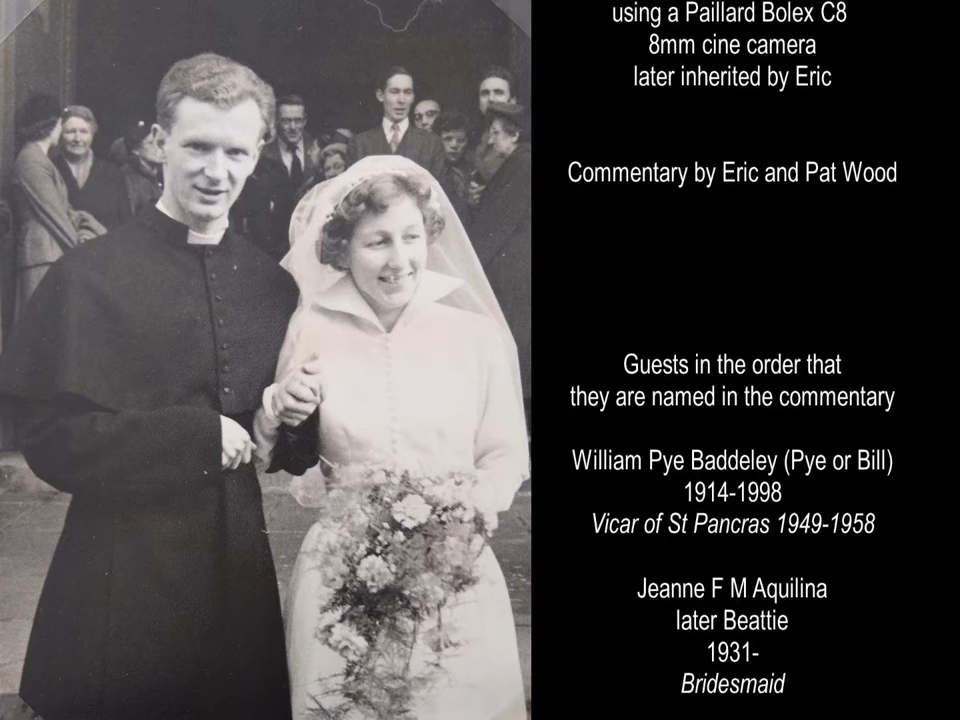 using a Paillard Bolex C8
8mm cine camera
later inherited by Eric
Commentary by Eric and Pat Wood
Guests in the order that
they are named in the commentary
William Pye Baddeley (Pye or Bill)
1914-1998
Vicar of St Pancras 1949-1958
Jeanne F M Aquilina
later Beattie
1931-
Bridesmaid